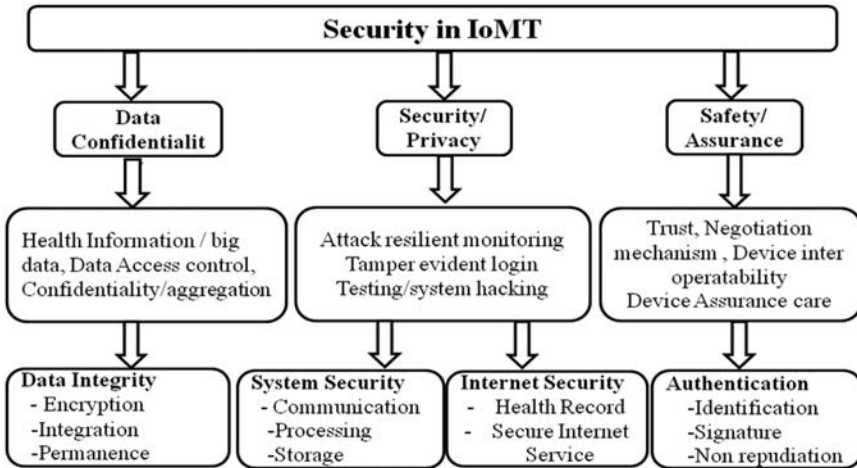 Security in IoMT
Data
Confidentialit
Security/
Privacy
Safety/
Assurance
Health Information / big
data, Data Access control,
Confidentiality/aggregation
Attack resilient monitoring
Tamper evident login
Testing/system hacking
Trust, Negotiation
mechanism , Device inter
operatability
Device Assurance care
Data Integrity
- Encryption
-Integration
-Permanence
System Security
- Communication
-Processing
-Storage
Internet Security
- Health Record
- Secure Internet
Service
Authentication
-Identification
-Signature
-Non repudiation